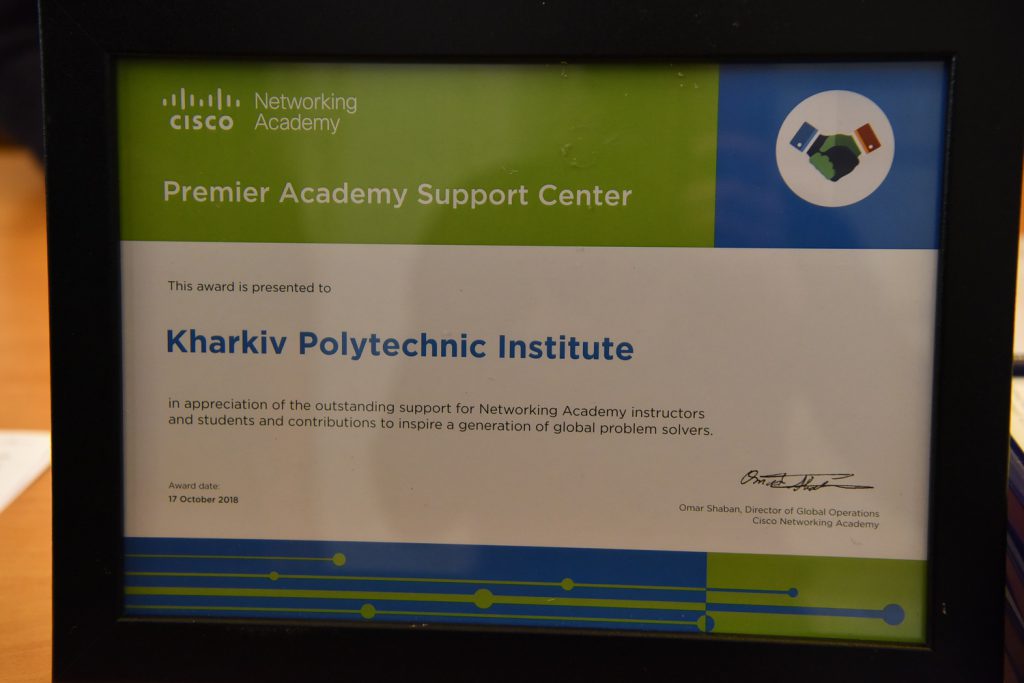 CISCO
Networking
Academy
Premier Academy Support Center
This award is presented to
Kharkiv Polytechnic Institute
in appreciation of the outstanding support for Networking Academy instructors
and students and contributions to inspire a generation of global problem solvers.
Award date:
17 October 2018
Omar Shaban
Omar Shaban, Director of Global Operations
Cisco Networking Academy